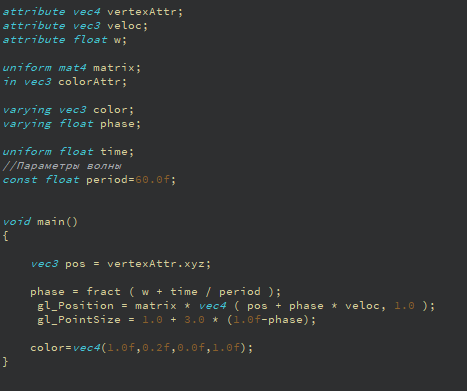 attribute vec4 vertexAttr;
attribute vec3 veloc;
attribute float w;
uniform mat4 matrix;
in vec3 colorAttr;
varying vec3 color;
varying float phase;
uniform float time;
//Параметры волны
const float period=60.0f;
void main()
{
vec3 pos = vertexAttr.xyz;
phase = fract ( w + time / period );
gl_Position = matrix * vec4 ( pos + phase * veloc, 1.0 );
gl_PointSize = 1.0 + 3.0 * (1.0f-phase);
color=vec4(1.0f,0.2f,0.0f,1.0f);
}